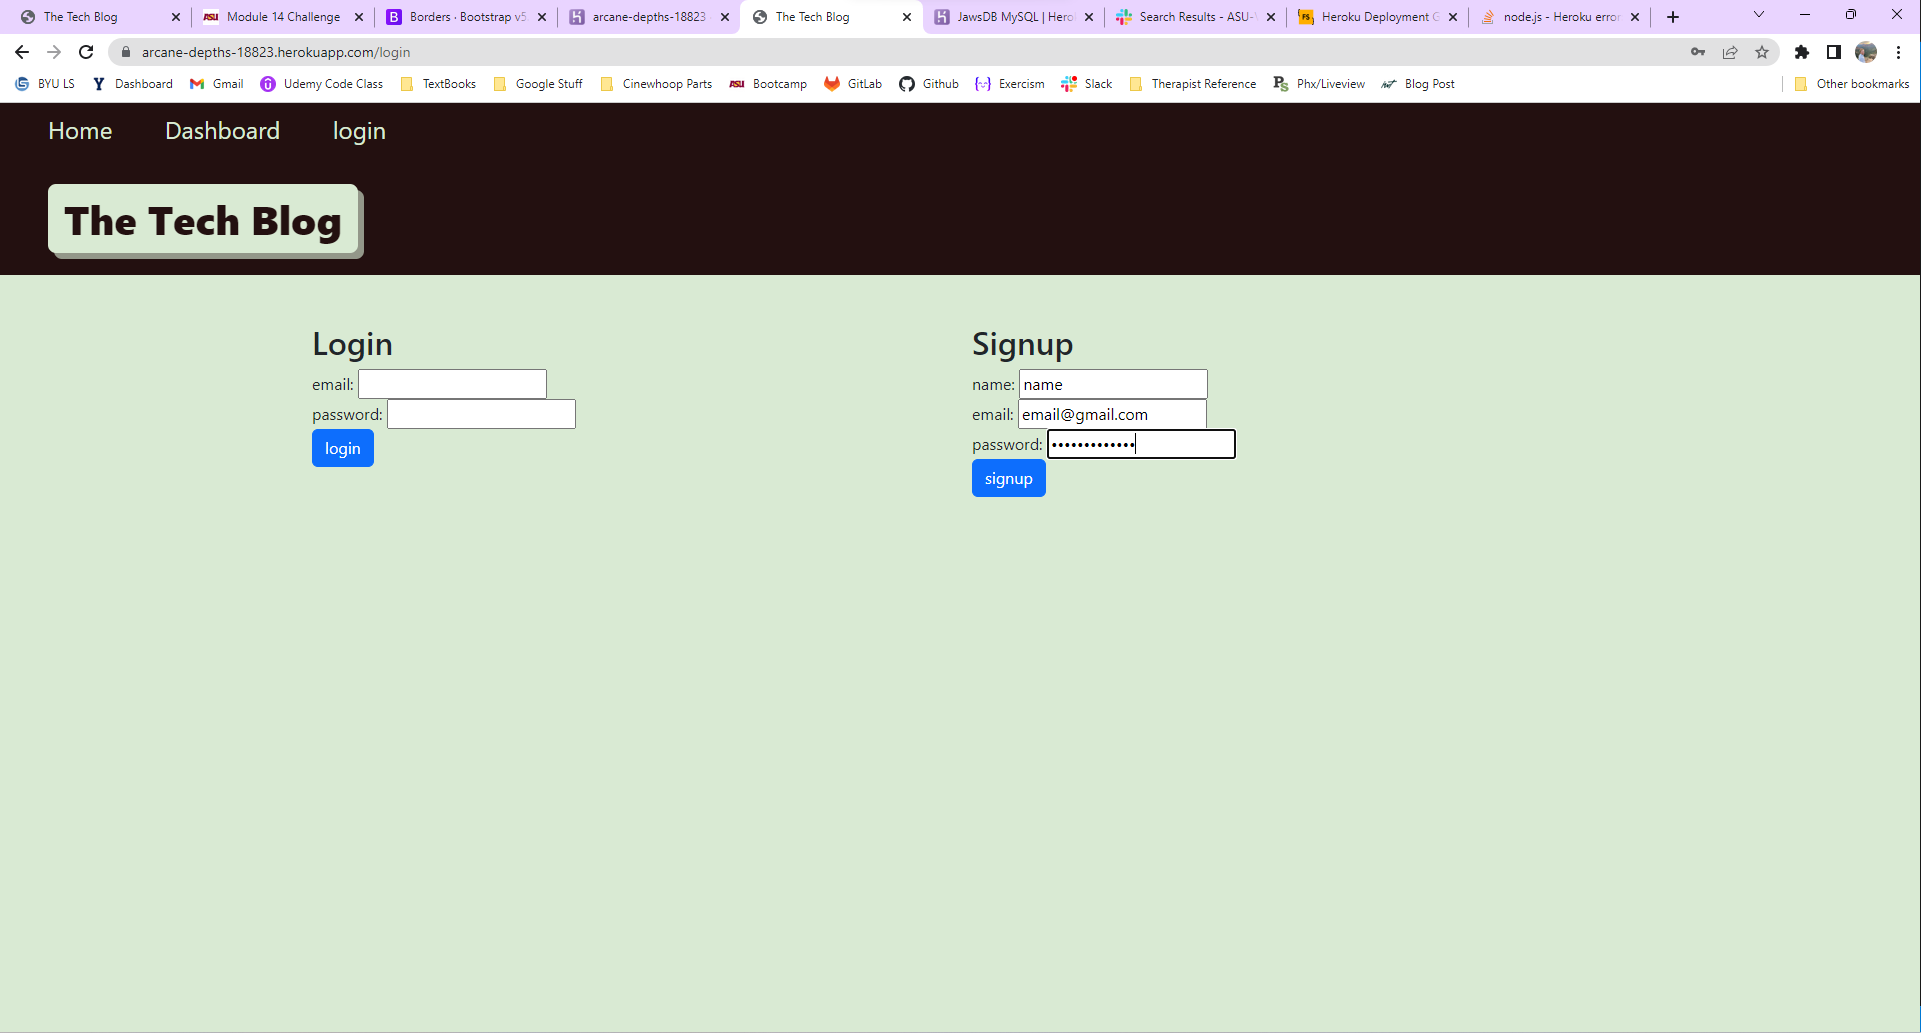 The Tech Blog
Module 14 Challenge
Borders · Bootstrap v5.
arcane-depths-18823
The Tech Blog
JawsDB MySQL | Hero
Search Results - ASU-
Heroku Deployment G
node.js - Heroku erro
arcane-depths-18823.herokuapp.com/login
BYU LS
Dashboard
Gmail
Udemy Code Class
TextBooks
Google Stuff
Cinewhoop Parts
ASU
Bootcamp
GitLab
Github
Exercism
Slack
Therapist Reference
Phx/Liveview
Blog Post
Other bookmarks
Home Dashboard login
The Tech Blog
Login
email:
password:
login
Signup
name: name
email: email@gmail.com
password: •••••••••••••
signup